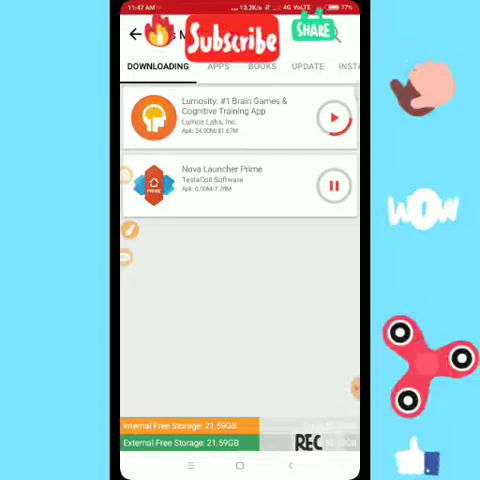 11:47 AM
... 13.2K/s
4G VoLTE
77%
Subscribe
SHARE
DOWNLOADING APPS BOOKS UPDATE INSTA
Lumosity: #1 Brain Games &
Cognitive Training App
Lumos Labs, Inc.
Apk: 24.90M/81.67M
Nova Launcher Prime
TeslaCoil Software
Apk: 0.00M/7.28M
PRIME
WOW
Internal Free Storage: 21.59GB
External Free Storage: 21.59GB
REC